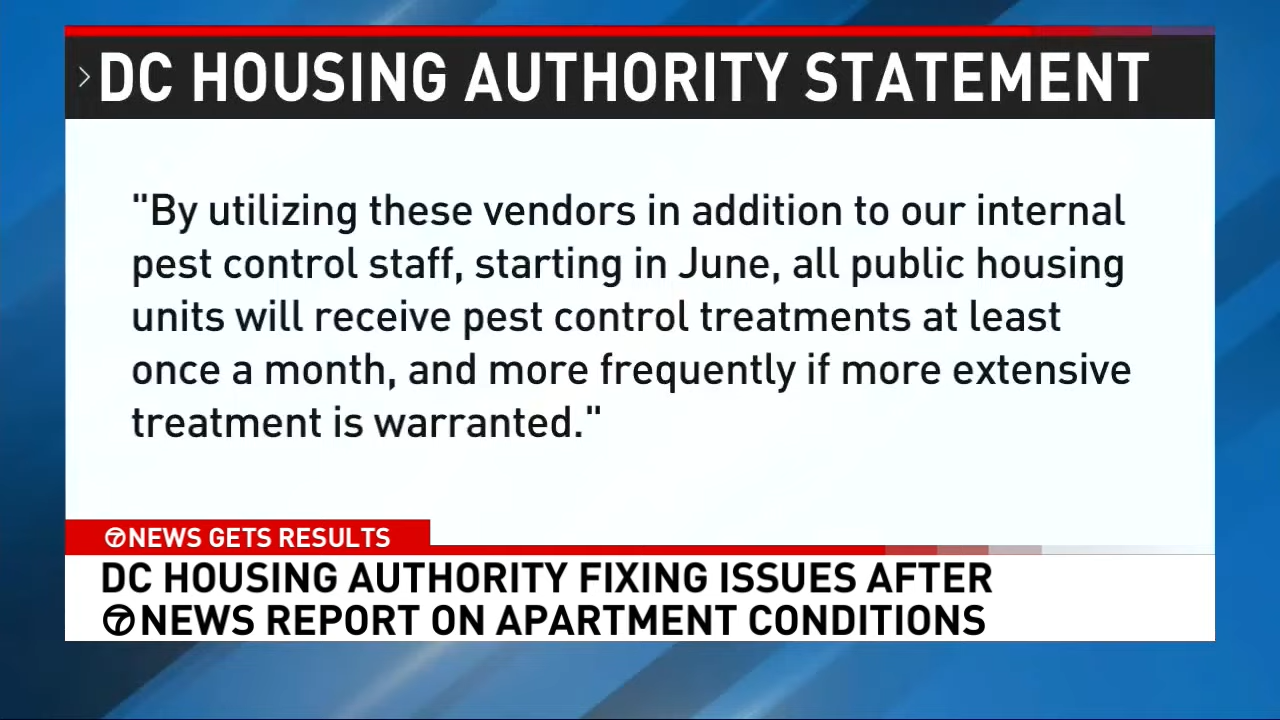 DC HOUSING AUTHORITY STATEMENT
"By utilizing these vendors in addition to our internal
pest control staff, starting in June, all public housing
units will receive pest control treatments at least
once a month, and more frequently if more extensive
treatment is warranted."
7NEWS GETS RESULTS
DC HOUSING AUTHORITY FIXING ISSUES AFTER
7NEWS REPORT ON APARTMENT CONDITIONS